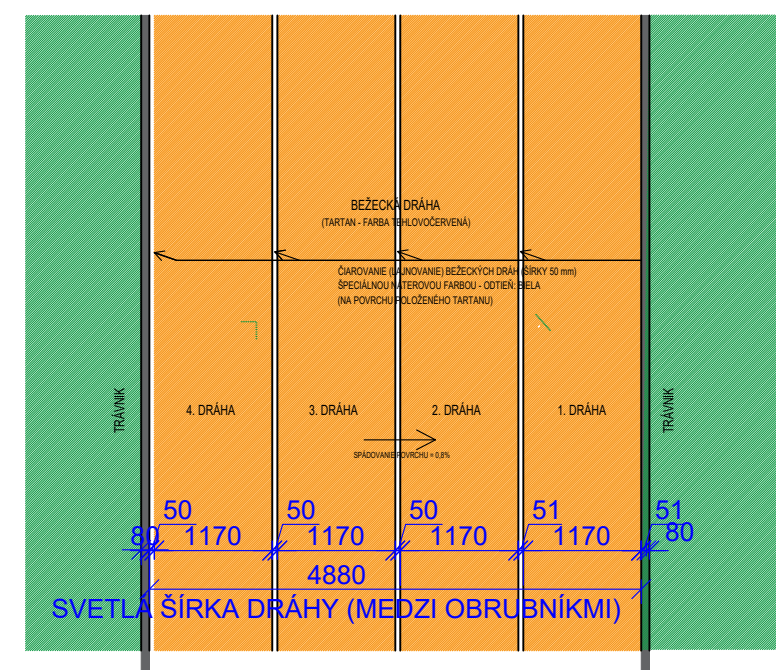 BEŽECKÁ DRÁHA
(TARTAN - FARBA TEHLOVOČERVENÁ)
ČIAROVANIE (LAJNOVANIE) BEŽECKÝCH DRÁH (ŠÍRKY 50 mm)
ŠPECIÁLNOU NÁTEROVOU FARBOU - ODTIEŇ: BIELA
(NA POVRCHU POLOŽENÉHO TARTANU)
TRÁVNIK
4. DRÁHA
3. DRÁHA
2. DRÁHA
1. DRÁHA
TRÁVNIK
SPÁDOVANIE POVRCHU = 0,8%
50 50 50 51 51
80 1170 1170 1170 1170 80
4880
SVETLÁ ŠÍRKA DRÁHY (MEDZI OBRUBNÍKMI)